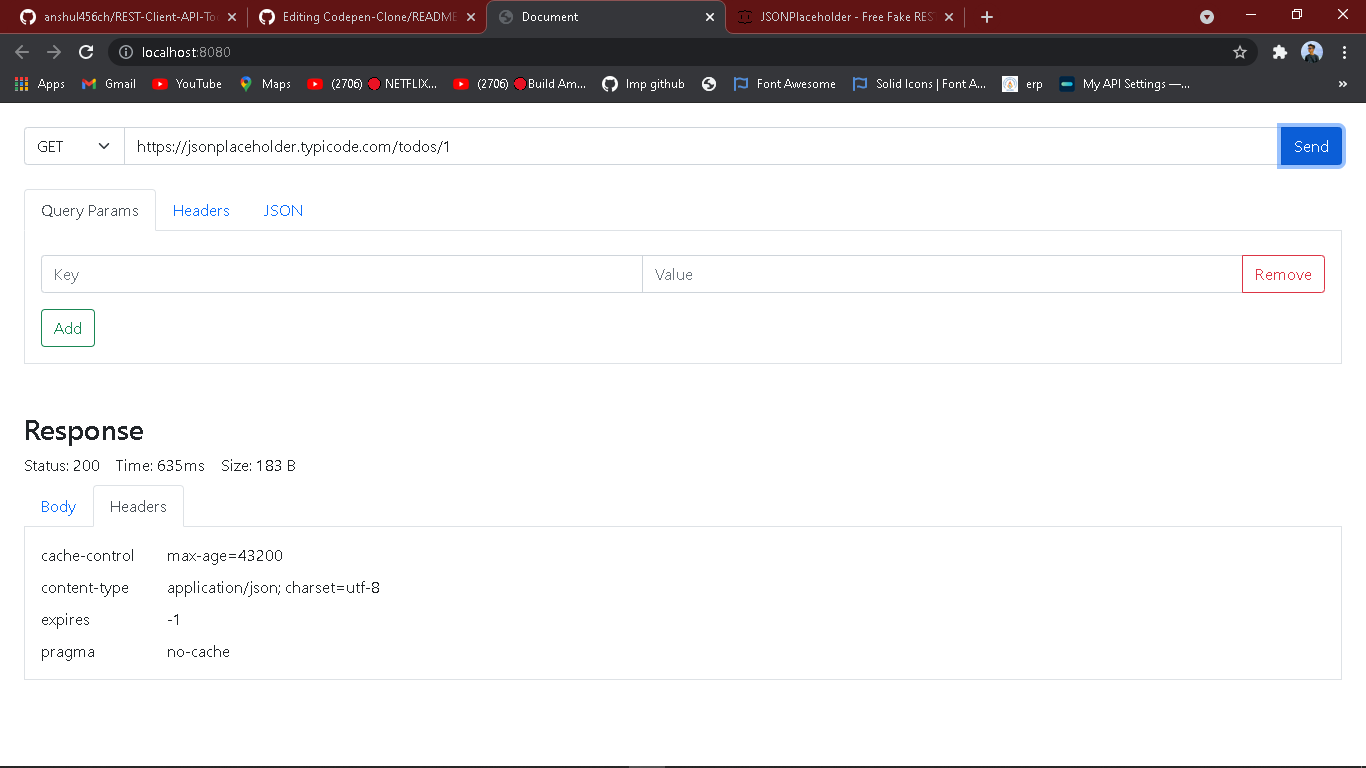 anshul456ch/REST-Client-API-To
Editing Codepen-Clone/README
Document
JSONPlaceholder - Free Fake RES
localhost:8080
Apps Gmail YouTube Maps (2706) NETFLIX... (2706) Build Am... Imp github Font Awesome Solid Icons | Font A... erp My API Settings —... »
GET https://jsonplaceholder.typicode.com/todos/1 Send
Query Params Headers JSON
Key Value Remove
Add
Response
Status: 200 Time: 635ms Size: 183 B
Body Headers
cache-control max-age=43200
content-type application/json; charset=utf-8
expires -1
pragma no-cache